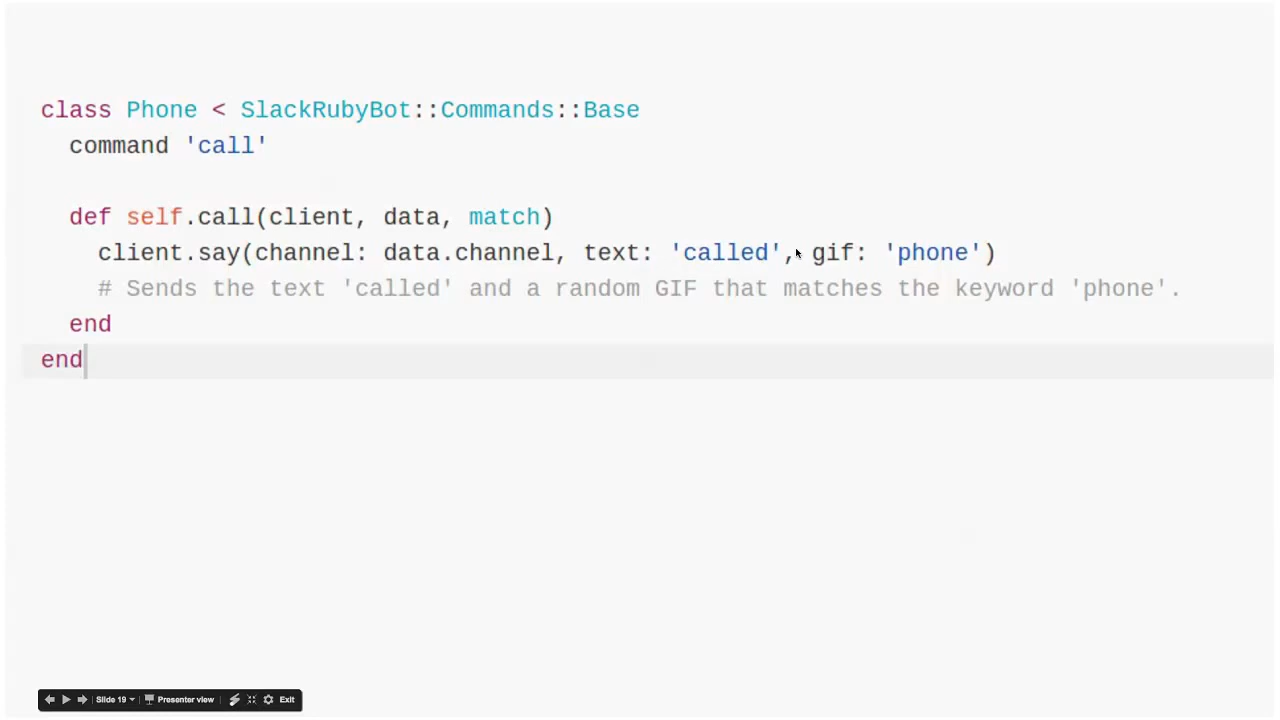 class Phone < SlackRubyBot::Commands::Base
  command 'call'
  def self.call(client, data, match)
    client.say(channel: data.channel, text: 'called', gif: 'phone')
    # Sends the text 'called' and a random GIF that matches the keyword 'phone'.
  end
end
Slide 19 Presenter view Exit